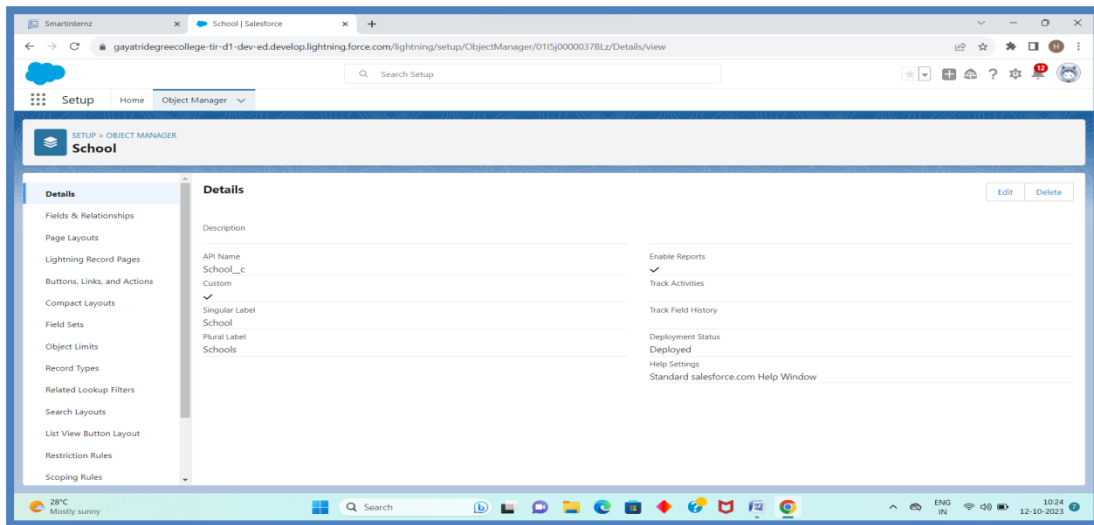 Smartinternz
School | Salesforce
gayatridegreecollege-tir-d1-dev-ed.develop.lightning.force.com/lightning/setup/ObjectManager/01I5j0000037BLz/Details/view
H
Search Setup
12
Setup Home Object Manager
SETUP > OBJECT MANAGER
School
Details
Fields & Relationships
Page Layouts
Lightning Record Pages
Buttons, Links, and Actions
Compact Layouts
Field Sets
Object Limits
Record Types
Related Lookup Filters
Search Layouts
List View Button Layout
Restriction Rules
Scoping Rules
Details
Edit Delete
Description
API Name
School__c
Custom
Singular Label
School
Plural Label
Schools
Enable Reports
Track Activities
Track Field History
Deployment Status
Deployed
Help Settings
Standard salesforce.com Help Window
28°C
Mostly sunny
Search
ENG
IN
10:24
12-10-2023